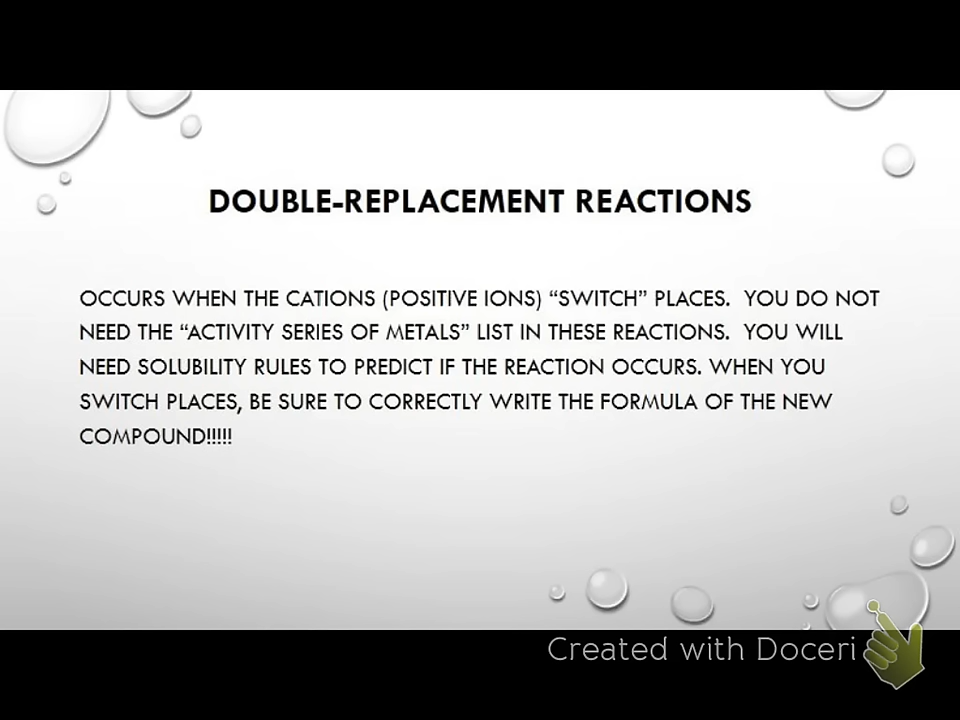 DOUBLE-REPLACEMENT REACTIONS
OCCURS WHEN THE CATIONS (POSITIVE IONS) “SWITCH” PLACES. YOU DO NOT
NEED THE “ACTIVITY SERIES OF METALS” LIST IN THESE REACTIONS. YOU WILL
NEED SOLUBILITY RULES TO PREDICT IF THE REACTION OCCURS. WHEN YOU
SWITCH PLACES, BE SURE TO CORRECTLY WRITE THE FORMULA OF THE NEW
COMPOUND!!!!!
Created with Doceri